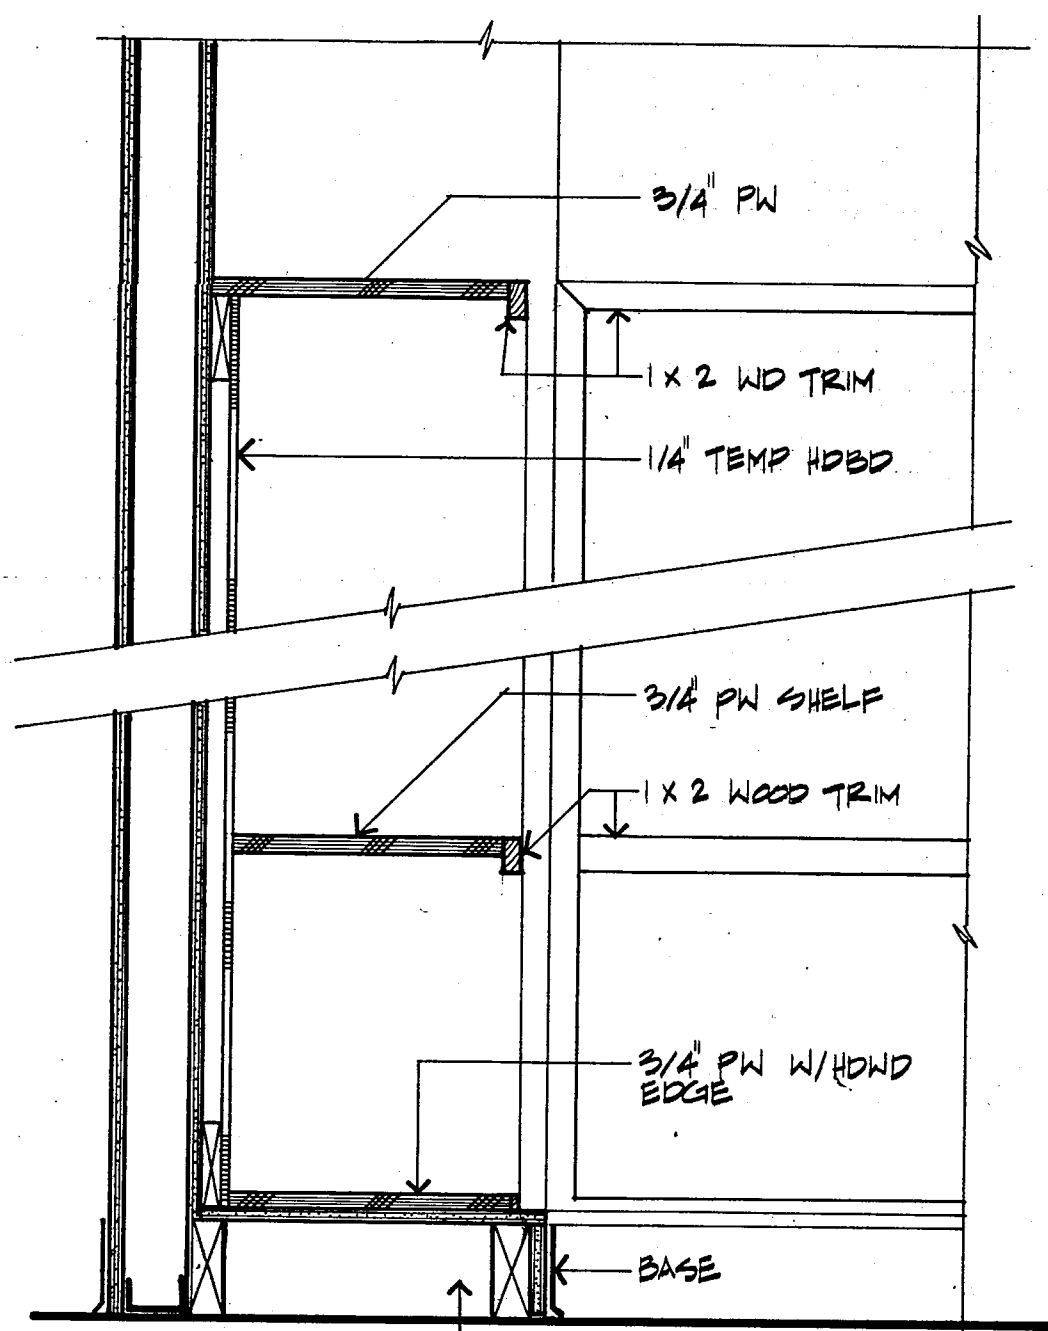 3/4" PW
1 X 2 WD TRIM
1/4" TEMP HDBD
3/4" PW SHELF
1 X 2 WOOD TRIM
3/4" PW W/HDWD
EDGE
BASE